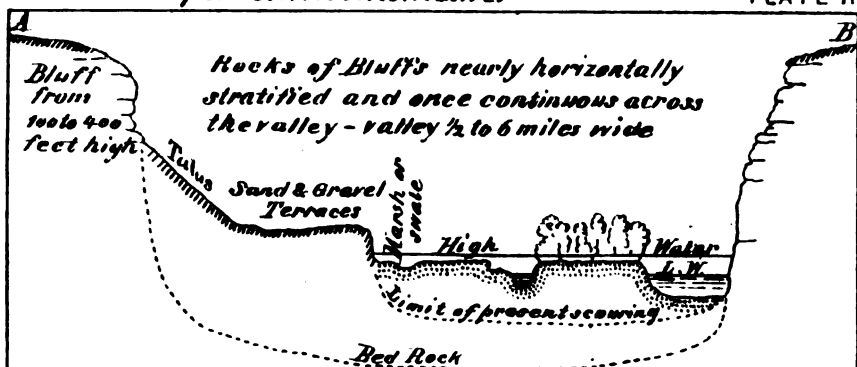 PLATE II
A
B
Bluff
from
100 to 400
feet high
Rocks of Bluffs nearly horizontally
stratified and once continuous across
the valley - valley ½ to 6 miles wide
Talus
Sand & Gravel
Terraces
Marsh or
swale
High
Water
L.W.
Limit of present scouring
Bed Rock